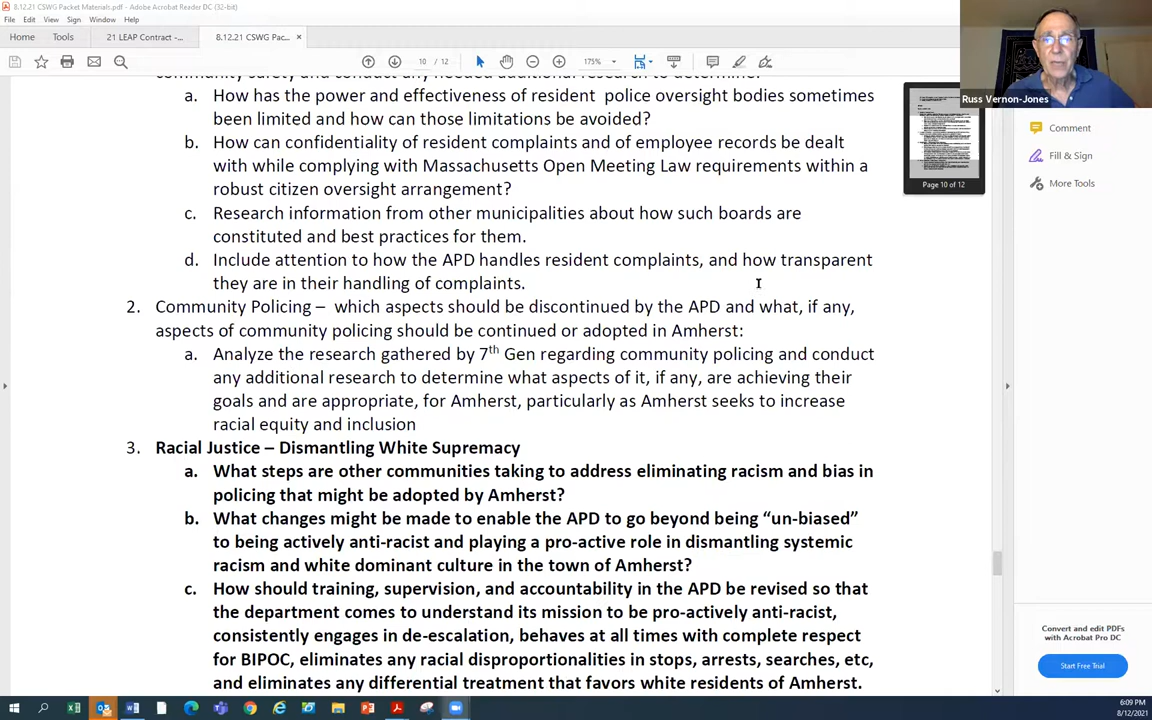 8.12.21 CSWG Packet Materials.pdf - Adobe Acrobat Reader DC (32-bit)
File Edit View Sign Window Help
Home Tools 21 LEAP Contract -... 8.12.21 CSWG Pac... ×
10 / 12 175%
community safety and conduct any needed additional research to determine:
a. How has the power and effectiveness of resident police oversight bodies sometimes
been limited and how can those limitations be avoided?
b. How can confidentiality of resident complaints and of employee records be dealt
with while complying with Massachusetts Open Meeting Law requirements within a
robust citizen oversight arrangement?
c. Research information from other municipalities about how such boards are
constituted and best practices for them.
d. Include attention to how the APD handles resident complaints, and how transparent
they are in their handling of complaints.
2. Community Policing – which aspects should be discontinued by the APD and what, if any,
aspects of community policing should be continued or adopted in Amherst:
a. Analyze the research gathered by 7th Gen regarding community policing and conduct
any additional research to determine what aspects of it, if any, are achieving their
goals and are appropriate, for Amherst, particularly as Amherst seeks to increase
racial equity and inclusion
3. Racial Justice – Dismantling White Supremacy
a. What steps are other communities taking to address eliminating racism and bias in
policing that might be adopted by Amherst?
b. What changes might be made to enable the APD to go beyond being “un-biased”
to being actively anti-racist and playing a pro-active role in dismantling systemic
racism and white dominant culture in the town of Amherst?
c. How should training, supervision, and accountability in the APD be revised so that
the department comes to understand its mission to be pro-actively anti-racist,
consistently engages in de-escalation, behaves at all times with complete respect
for BIPOC, eliminates any racial disproportionalities in stops, arrests, searches, etc,
and eliminates any differential treatment that favors white residents of Amherst.
Page 10 of 12
Russ Vernon-Jones
Comment
Fill & Sign
More Tools
Convert and edit PDFs
with Acrobat Pro DC
Start Free Trial
6:09 PM
8/12/2021